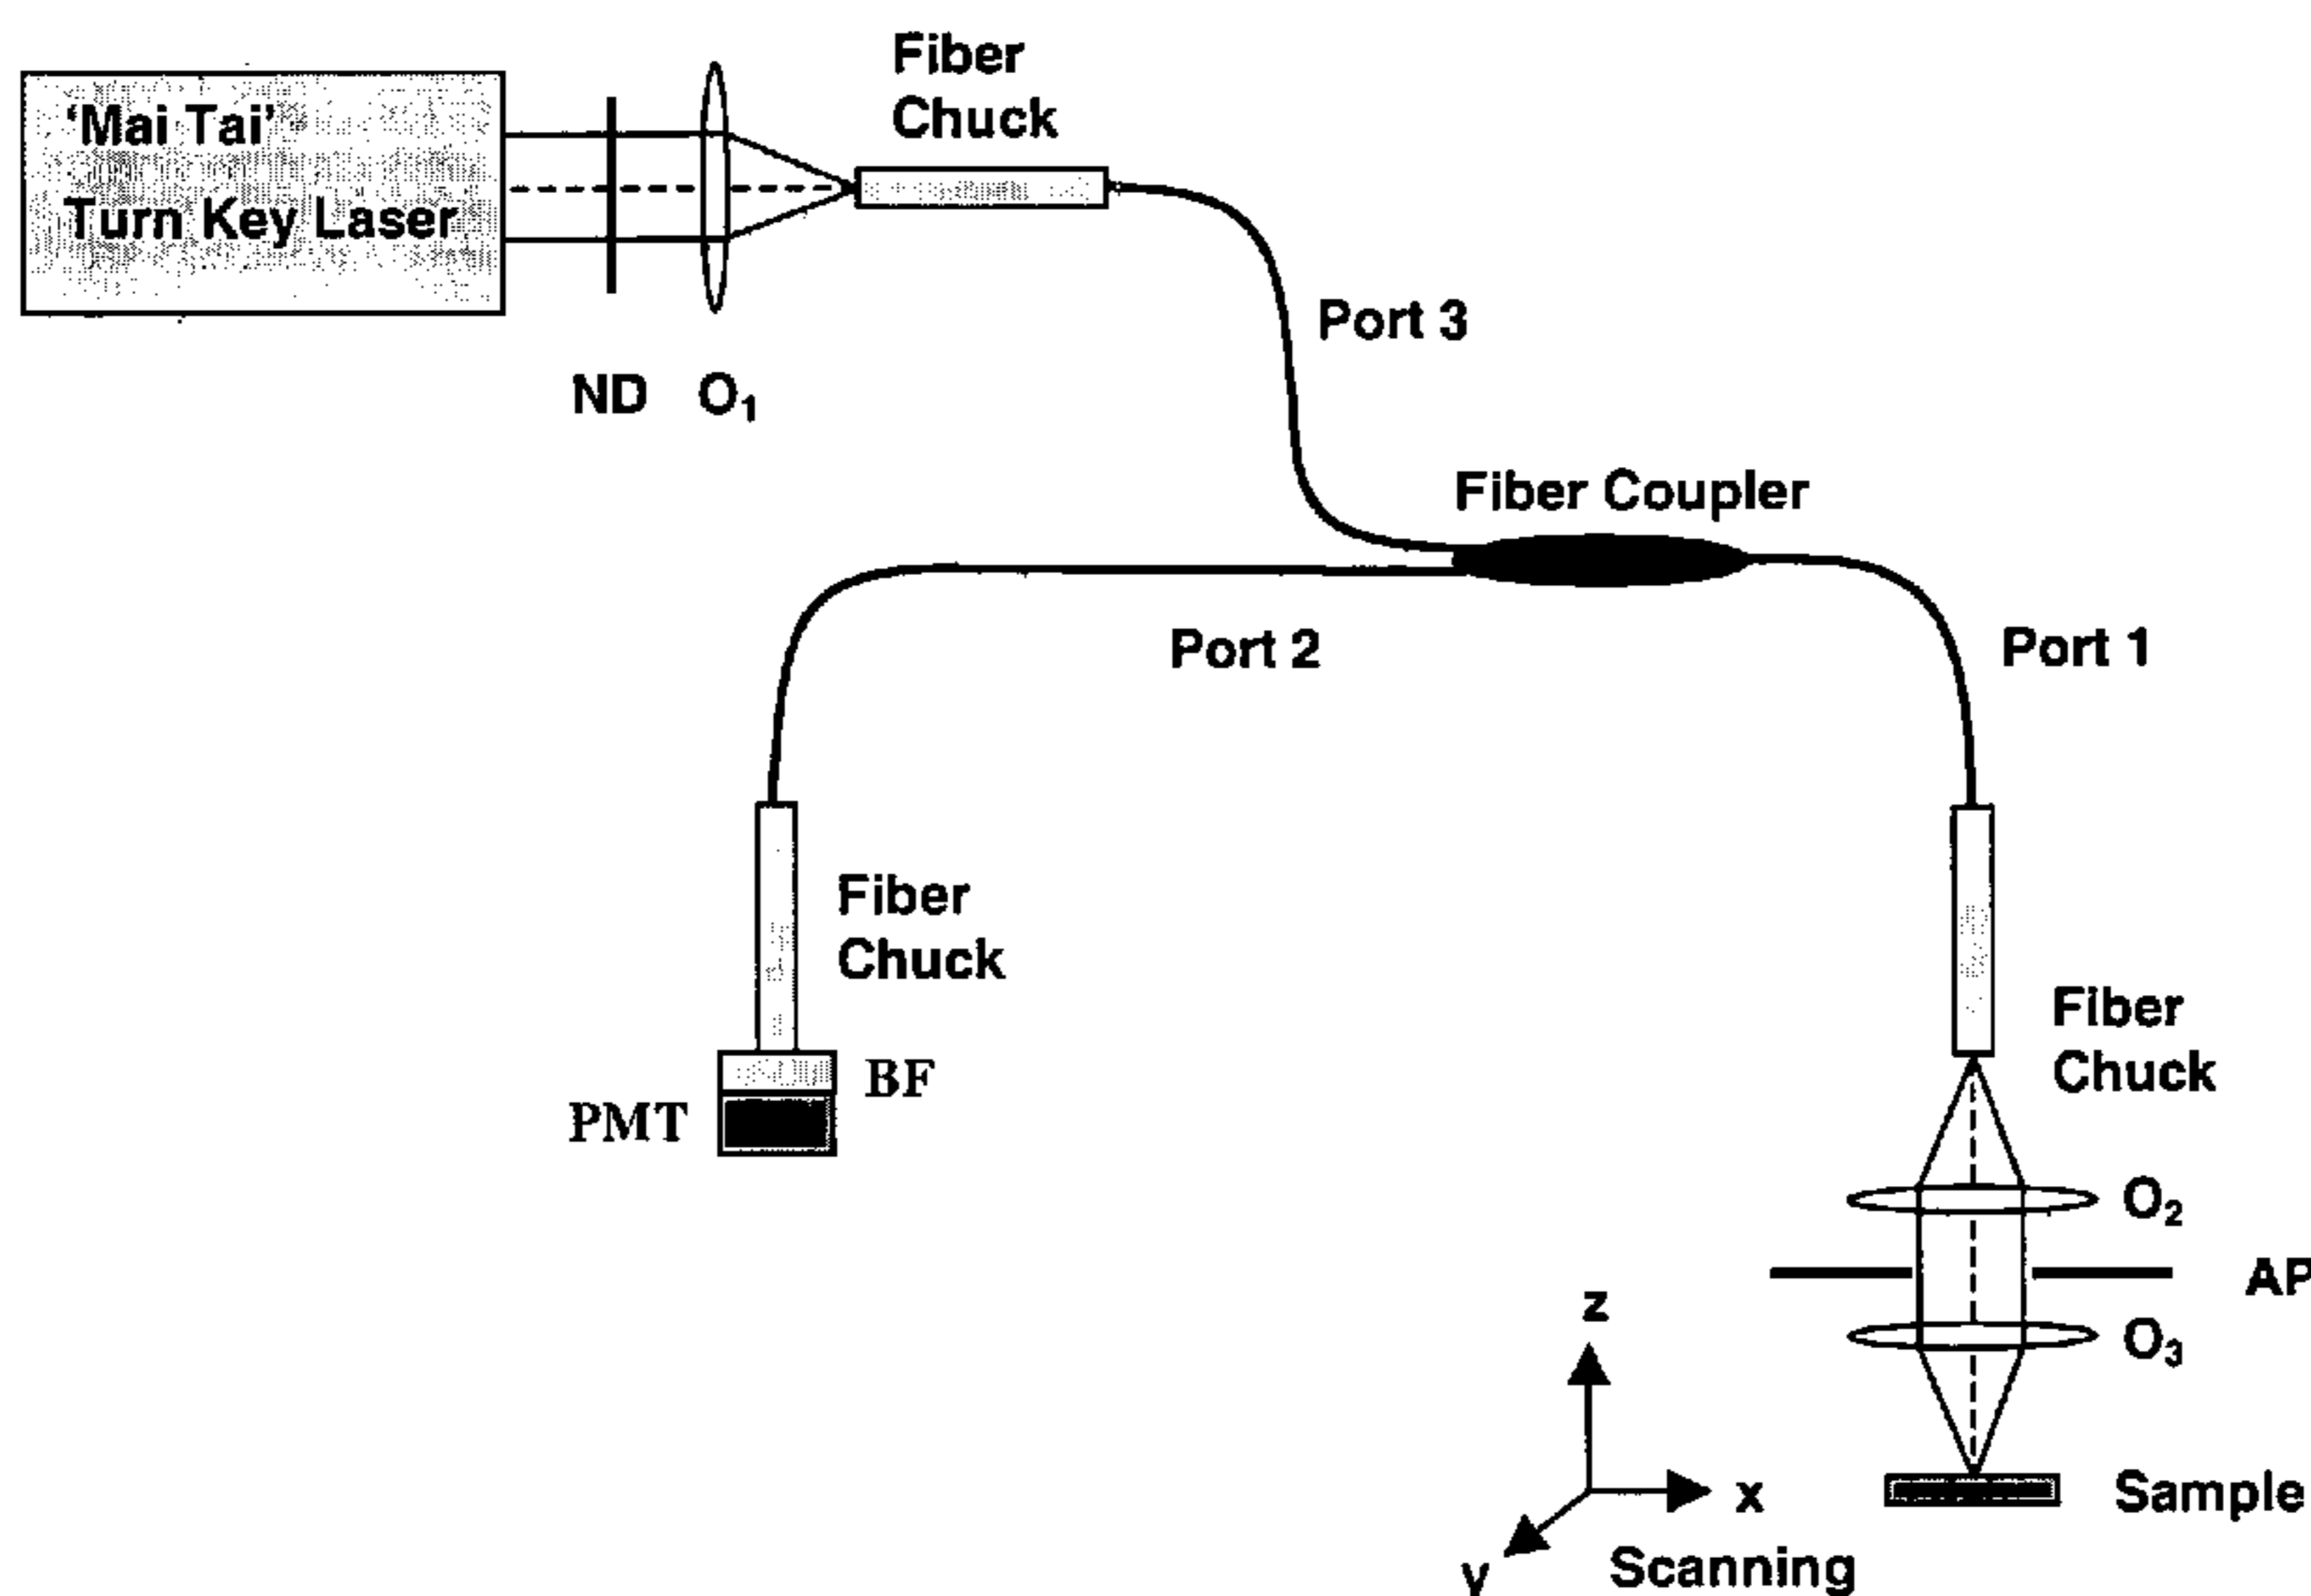 'Mai Tai'
Turn Key Laser
Fiber
Chuck
ND
O₁
Port 3
Fiber Coupler
Port 2
Port 1
Fiber
Chuck
BF
PMT
Fiber
Chuck
O₂
AP
O₃
z
x
y
Scanning
Sample